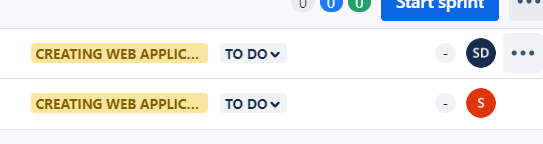 0 0 0 Start sprint
CREATING WEB APPLIC... TO DO - SD
CREATING WEB APPLIC... TO DO - S